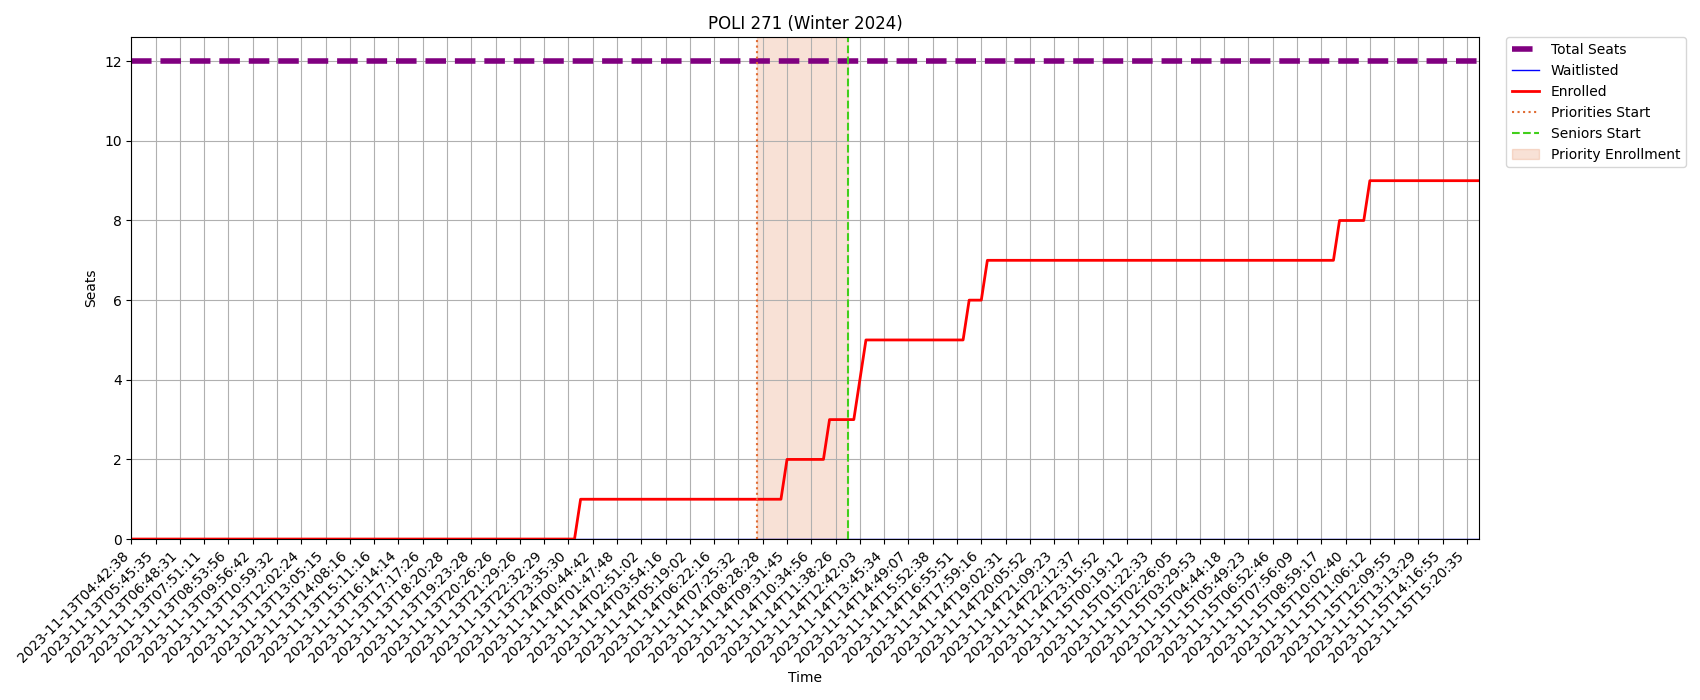 POLI 271 (Winter 2024)
Total Seats
Waitlisted
Enrolled
Priorities Start
Seniors Start
Priority Enrollment
Seats
12
10
8
6
4
2
0
2023-11-13T04:42:38
2023-11-13T05:45:35
2023-11-13T06:48:31
2023-11-13T07:51:11
2023-11-13T08:53:56
2023-11-13T09:56:42
2023-11-13T10:59:32
2023-11-13T12:02:24
2023-11-13T13:05:15
2023-11-13T14:08:16
2023-11-13T15:11:16
2023-11-13T16:14:14
2023-11-13T17:17:26
2023-11-13T18:20:28
2023-11-13T19:23:28
2023-11-13T20:26:26
2023-11-13T21:29:26
2023-11-13T22:32:29
2023-11-13T23:35:30
2023-11-14T00:44:42
2023-11-14T01:47:48
2023-11-14T02:51:02
2023-11-14T03:54:16
2023-11-14T05:19:02
2023-11-14T06:22:16
2023-11-14T07:25:32
2023-11-14T08:28:28
2023-11-14T09:31:45
2023-11-14T10:34:56
2023-11-14T11:38:26
2023-11-14T12:42:03
2023-11-14T13:45:34
2023-11-14T14:49:07
2023-11-14T15:52:38
2023-11-14T16:55:51
2023-11-14T17:59:16
2023-11-14T19:02:31
2023-11-14T20:05:52
2023-11-14T21:09:23
2023-11-14T22:12:37
2023-11-14T23:15:52
2023-11-15T00:19:12
2023-11-15T01:22:33
2023-11-15T02:26:05
2023-11-15T03:29:53
2023-11-15T04:44:18
2023-11-15T05:49:23
2023-11-15T06:52:46
2023-11-15T07:56:09
2023-11-15T08:59:17
2023-11-15T10:02:40
2023-11-15T11:06:12
2023-11-15T12:09:55
2023-11-15T13:13:29
2023-11-15T14:16:55
2023-11-15T15:20:35
Time